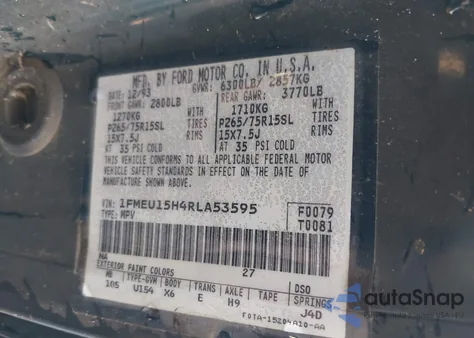 MFD. BY FORD MOTOR CO. IN U.S.A.
DATE: 12/93 GVWR: 6300LB/ 2857KG
FRONT GAWR: 2800LB REAR GAWR: 3770LB
1270KG 1710KG
P265/75R15SL TIRES P265/75R15SL TIRES
15X7.5J RIMS 15X7.5J RIMS
AT 35 PSI COLD AT 35 PSI COLD
THIS VEHICLE CONFORMS TO ALL APPLICABLE FEDERAL MOTOR
VEHICLE SAFETY STANDARDS IN EFFECT ON THE DATE OF
MANUFACTURE SHOWN ABOVE.
VIN: 1FMEU15H4RLA53595 F0079
TYPE: MPV T0081
NA 27
EXTERIOR PAINT COLORS DSO
WB TYPE-GVW BODY TRANS AXLE TAPE SPRINGS
105 U154 X6 E H9 J4D
F0TA-15204A10-AA
autoSnap